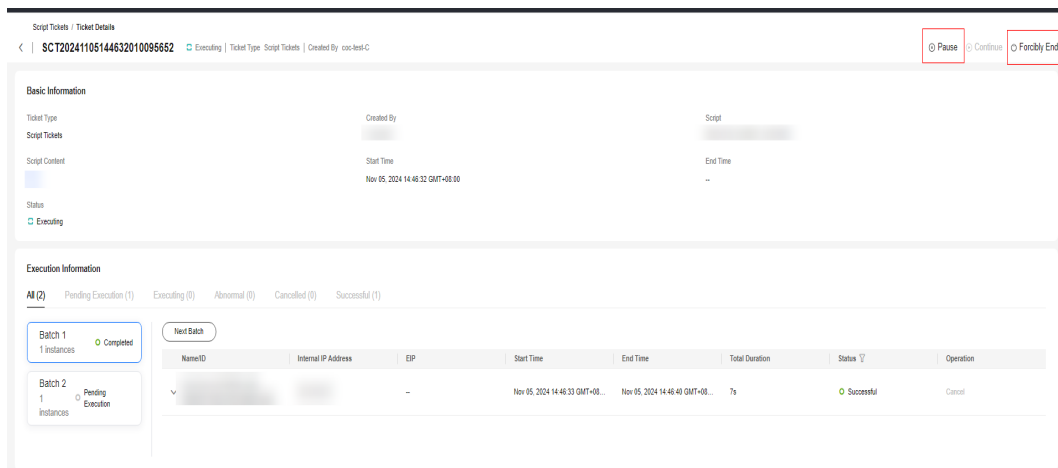 Script Tickets / Ticket Details
SCT20241105144632010095652 Executing | Ticket Type Script Tickets | Created By coc-test-C
Pause Continue Forcibly End
Basic Information
Ticket Type Created By Script
Script Tickets
Script Content Start Time End Time
Nov 05, 2024 14:46:32 GMT+08:00 --
Status
Executing
Execution Information
All (2) Pending Execution (1) Executing (0) Abnormal (0) Cancelled (0) Successful (1)
Batch 1
1 instances
Completed
Batch 2
1
instances
Pending
Execution
Next Batch
Name/ID Internal IP Address EIP Start Time End Time Total Duration Status Operation
-- Nov 05, 2024 14:46:33 GMT+08... Nov 05, 2024 14:46:40 GMT+08... 7s Successful Cancel